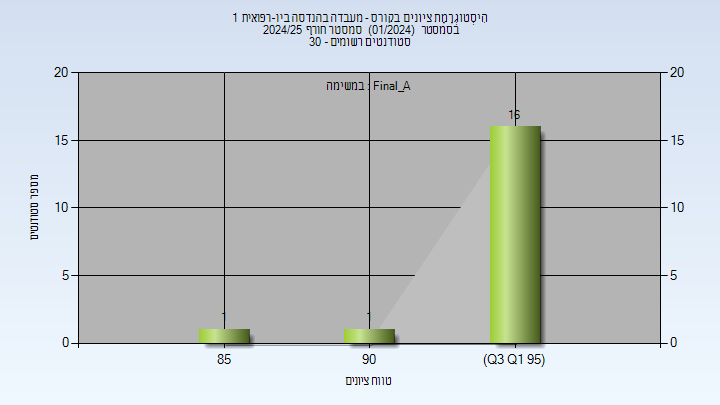 היסטוגרמת ציונים בקורס - מעבדה בהנדסה ביו-רפואית 1
בסמסטר (01/2024) סמסטר חורף 2024/25
סטודנטים רשומים - 30
במשימה : Final_A
20
20
15
15
10
10
5
5
0
0
מספר סטודנטים
1
1
16
85
90
(Q3 Q1 95)
טווח ציונים